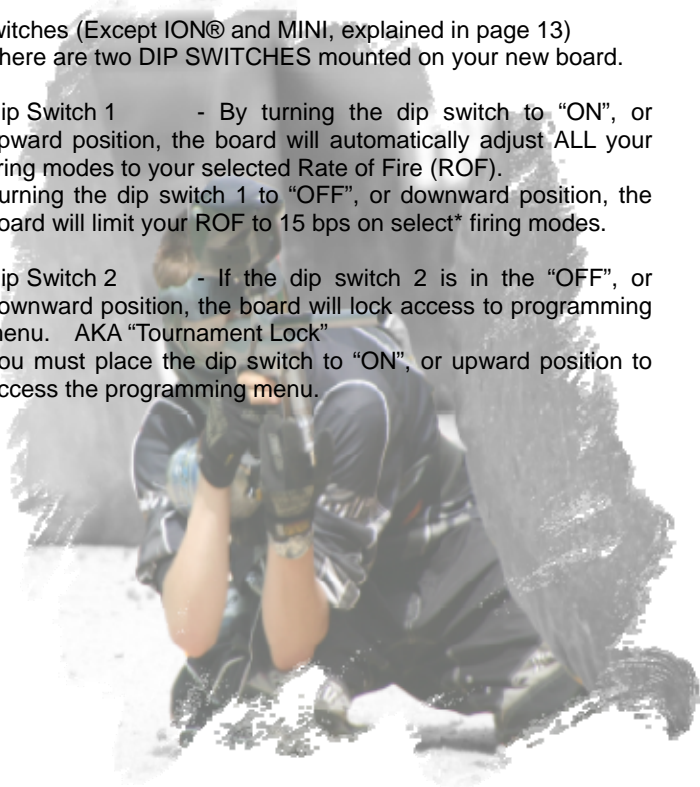 witches (Except ION® and MINI, explained in page 13)
here are two DIP SWITCHES mounted on your new board.
ip Switch 1 - By turning the dip switch to “ON”, or
pward position, the board will automatically adjust ALL your
ring modes to your selected Rate of Fire (ROF).
urning the dip switch 1 to “OFF”, or downward position, the
oard will limit your ROF to 15 bps on select* firing modes.
ip Switch 2 - If the dip switch 2 is in the “OFF”, or
ownward position, the board will lock access to programming
enu. AKA “Tournament Lock”
ou must place the dip switch to “ON”, or upward position to
ccess the programming menu.